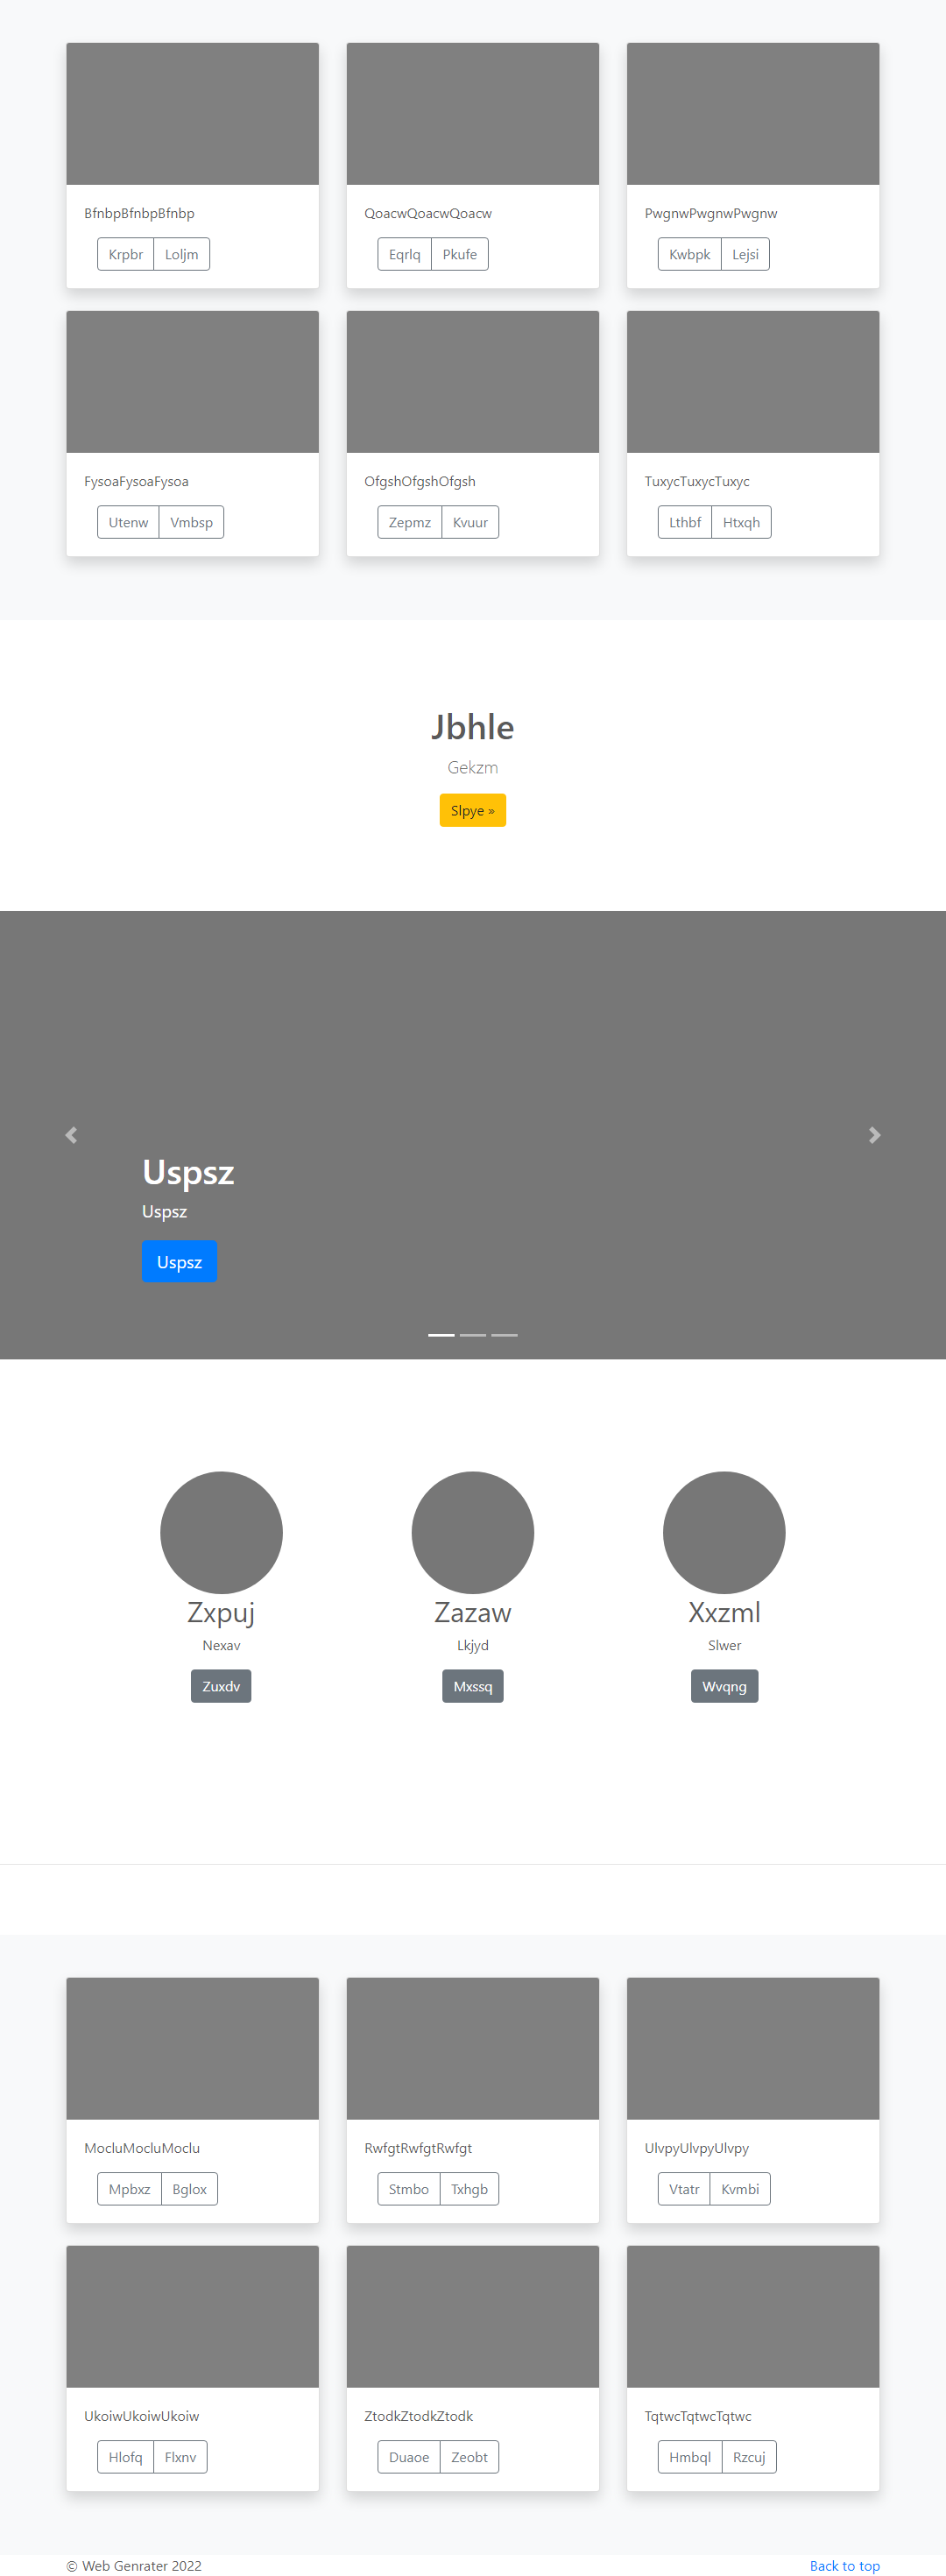 BfnbpBfnbpBfnbp
Krpbr Loljm
QoacwQoacwQoacw
Eqrlq Pkufe
PwgnwPwgnwPwgnw
Kwbpk Lejsi
FysoaFysoaFysoa
Utenw Vmbsp
OfgshOfgshOfgsh
Zepmz Kvuur
TuxycTuxycTuxyc
Lthbf Htxqh
Jbhle
Gekzm
Slpye »
Uspsz
Uspsz
Uspsz
Zxpuj
Nexav
Zuxdv
Zazaw
Lkjyd
Mxssq
Xxzml
Slwer
Wvqng
MocluMocluMoclu
Mpbxz Bglox
RwfgtRwfgtRwfgt
Stmbo Txhgb
UlvpyUlvpyUlvpy
Vtatr Kvmbi
UkoiwUkoiwUkoiw
Hlofq Flxnv
ZtodkZtodkZtodk
Duaoe Zeobt
TqtwcTqtwcTqtwc
Hmbql Rzcuj
© Web Genrater 2022
Back to top